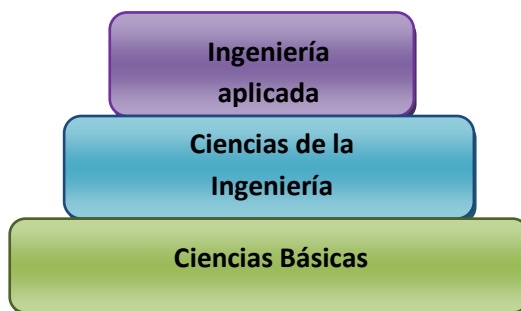 Ingeniería
aplicada
Ciencias de la
Ingeniería
Ciencias Básicas